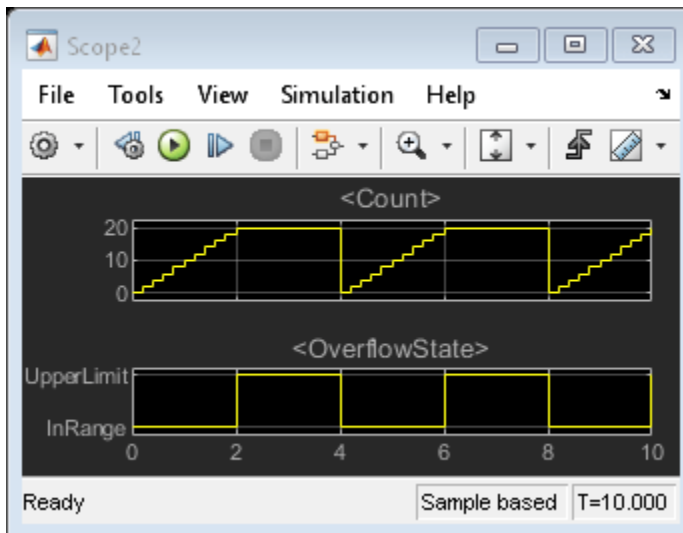 Scope2
File Tools View Simulation Help
<Count>
20
10
0
<OverflowState>
UpperLimit
InRange
0 2 4 6 8 10
Ready Sample based T=10.000